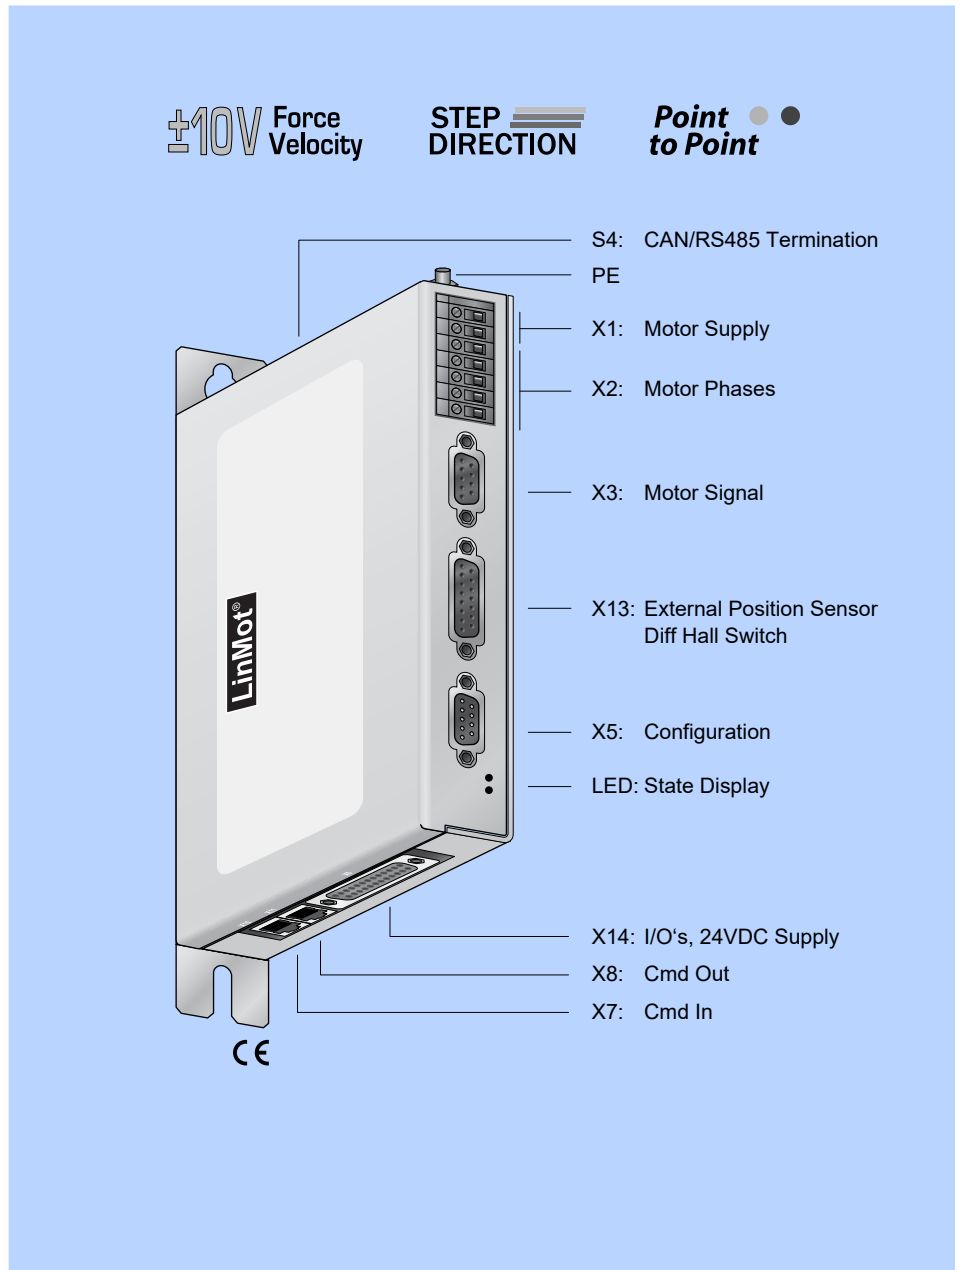 ±10V Force
Velocity
STEP
DIRECTION
Point
to Point
S4: CAN/RS485 Termination
PE
X1: Motor Supply
X2: Motor Phases
X3: Motor Signal
X13: External Position Sensor
Diff Hall Switch
X5: Configuration
LED: State Display
X14: I/O‘s, 24VDC Supply
X8: Cmd Out
X7: Cmd In
LinMot®
CE